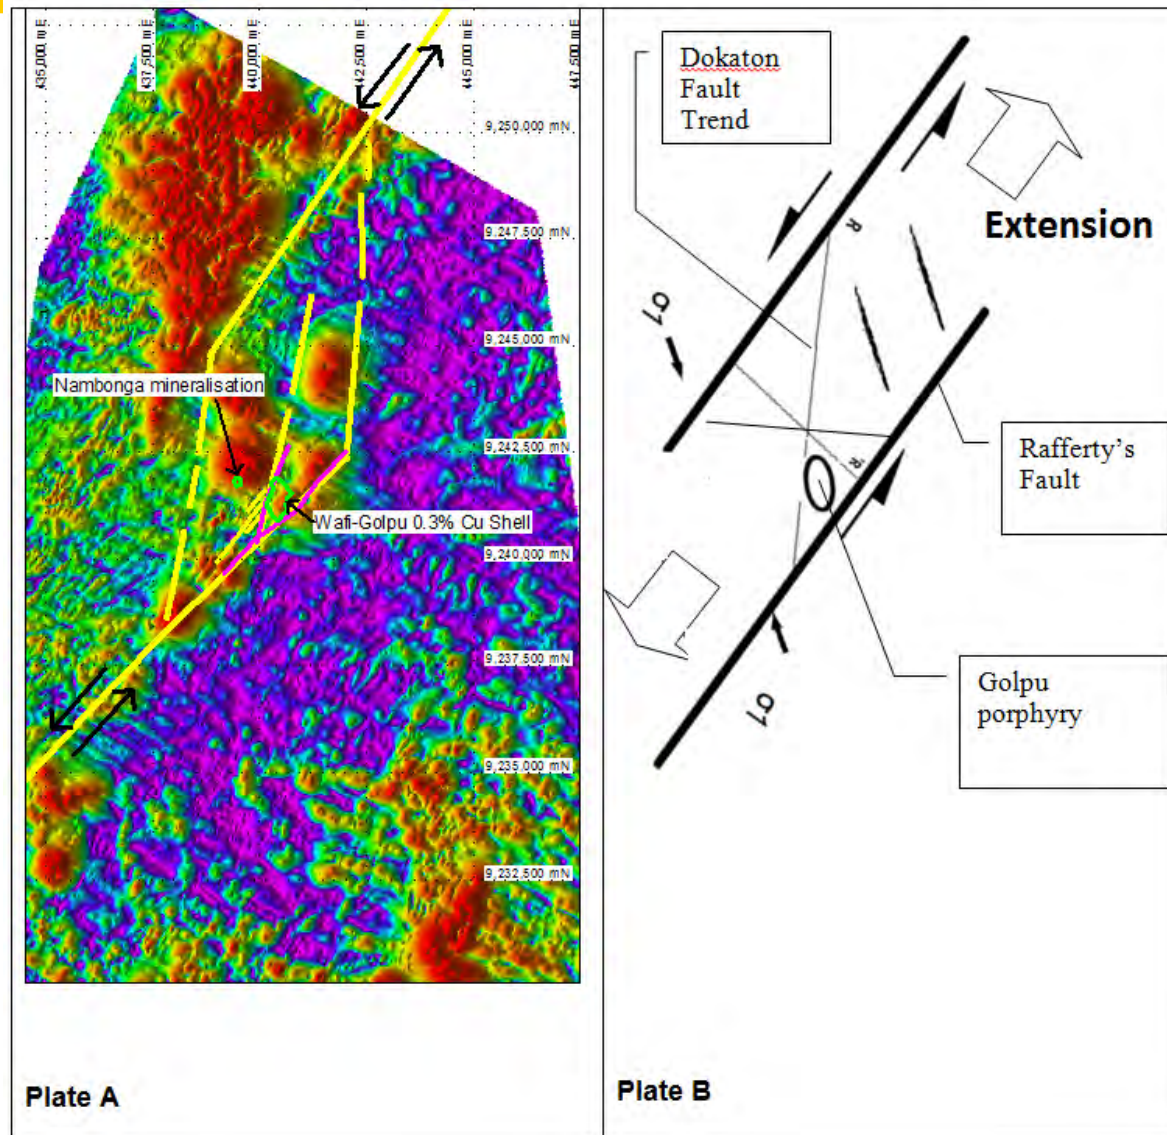 435,000 mE
437,500 mE
440,000 mE
442,500 mE
445,000 mE
447,500 mE
9,250,000 mN
9,247,500 mN
9,245,000 mN
Nambonga mineralisation
9,242,500 mN
Wafi-Golpu 0.3% Cu Shell
9,240,000 mN
9,237,500 mN
9,235,000 mN
9,232,500 mN
Plate A
Dokaton
Fault
Trend
Extension
R
σ1
R'
Rafferty's
Fault
σ1
Golpu
porphyry
Plate B